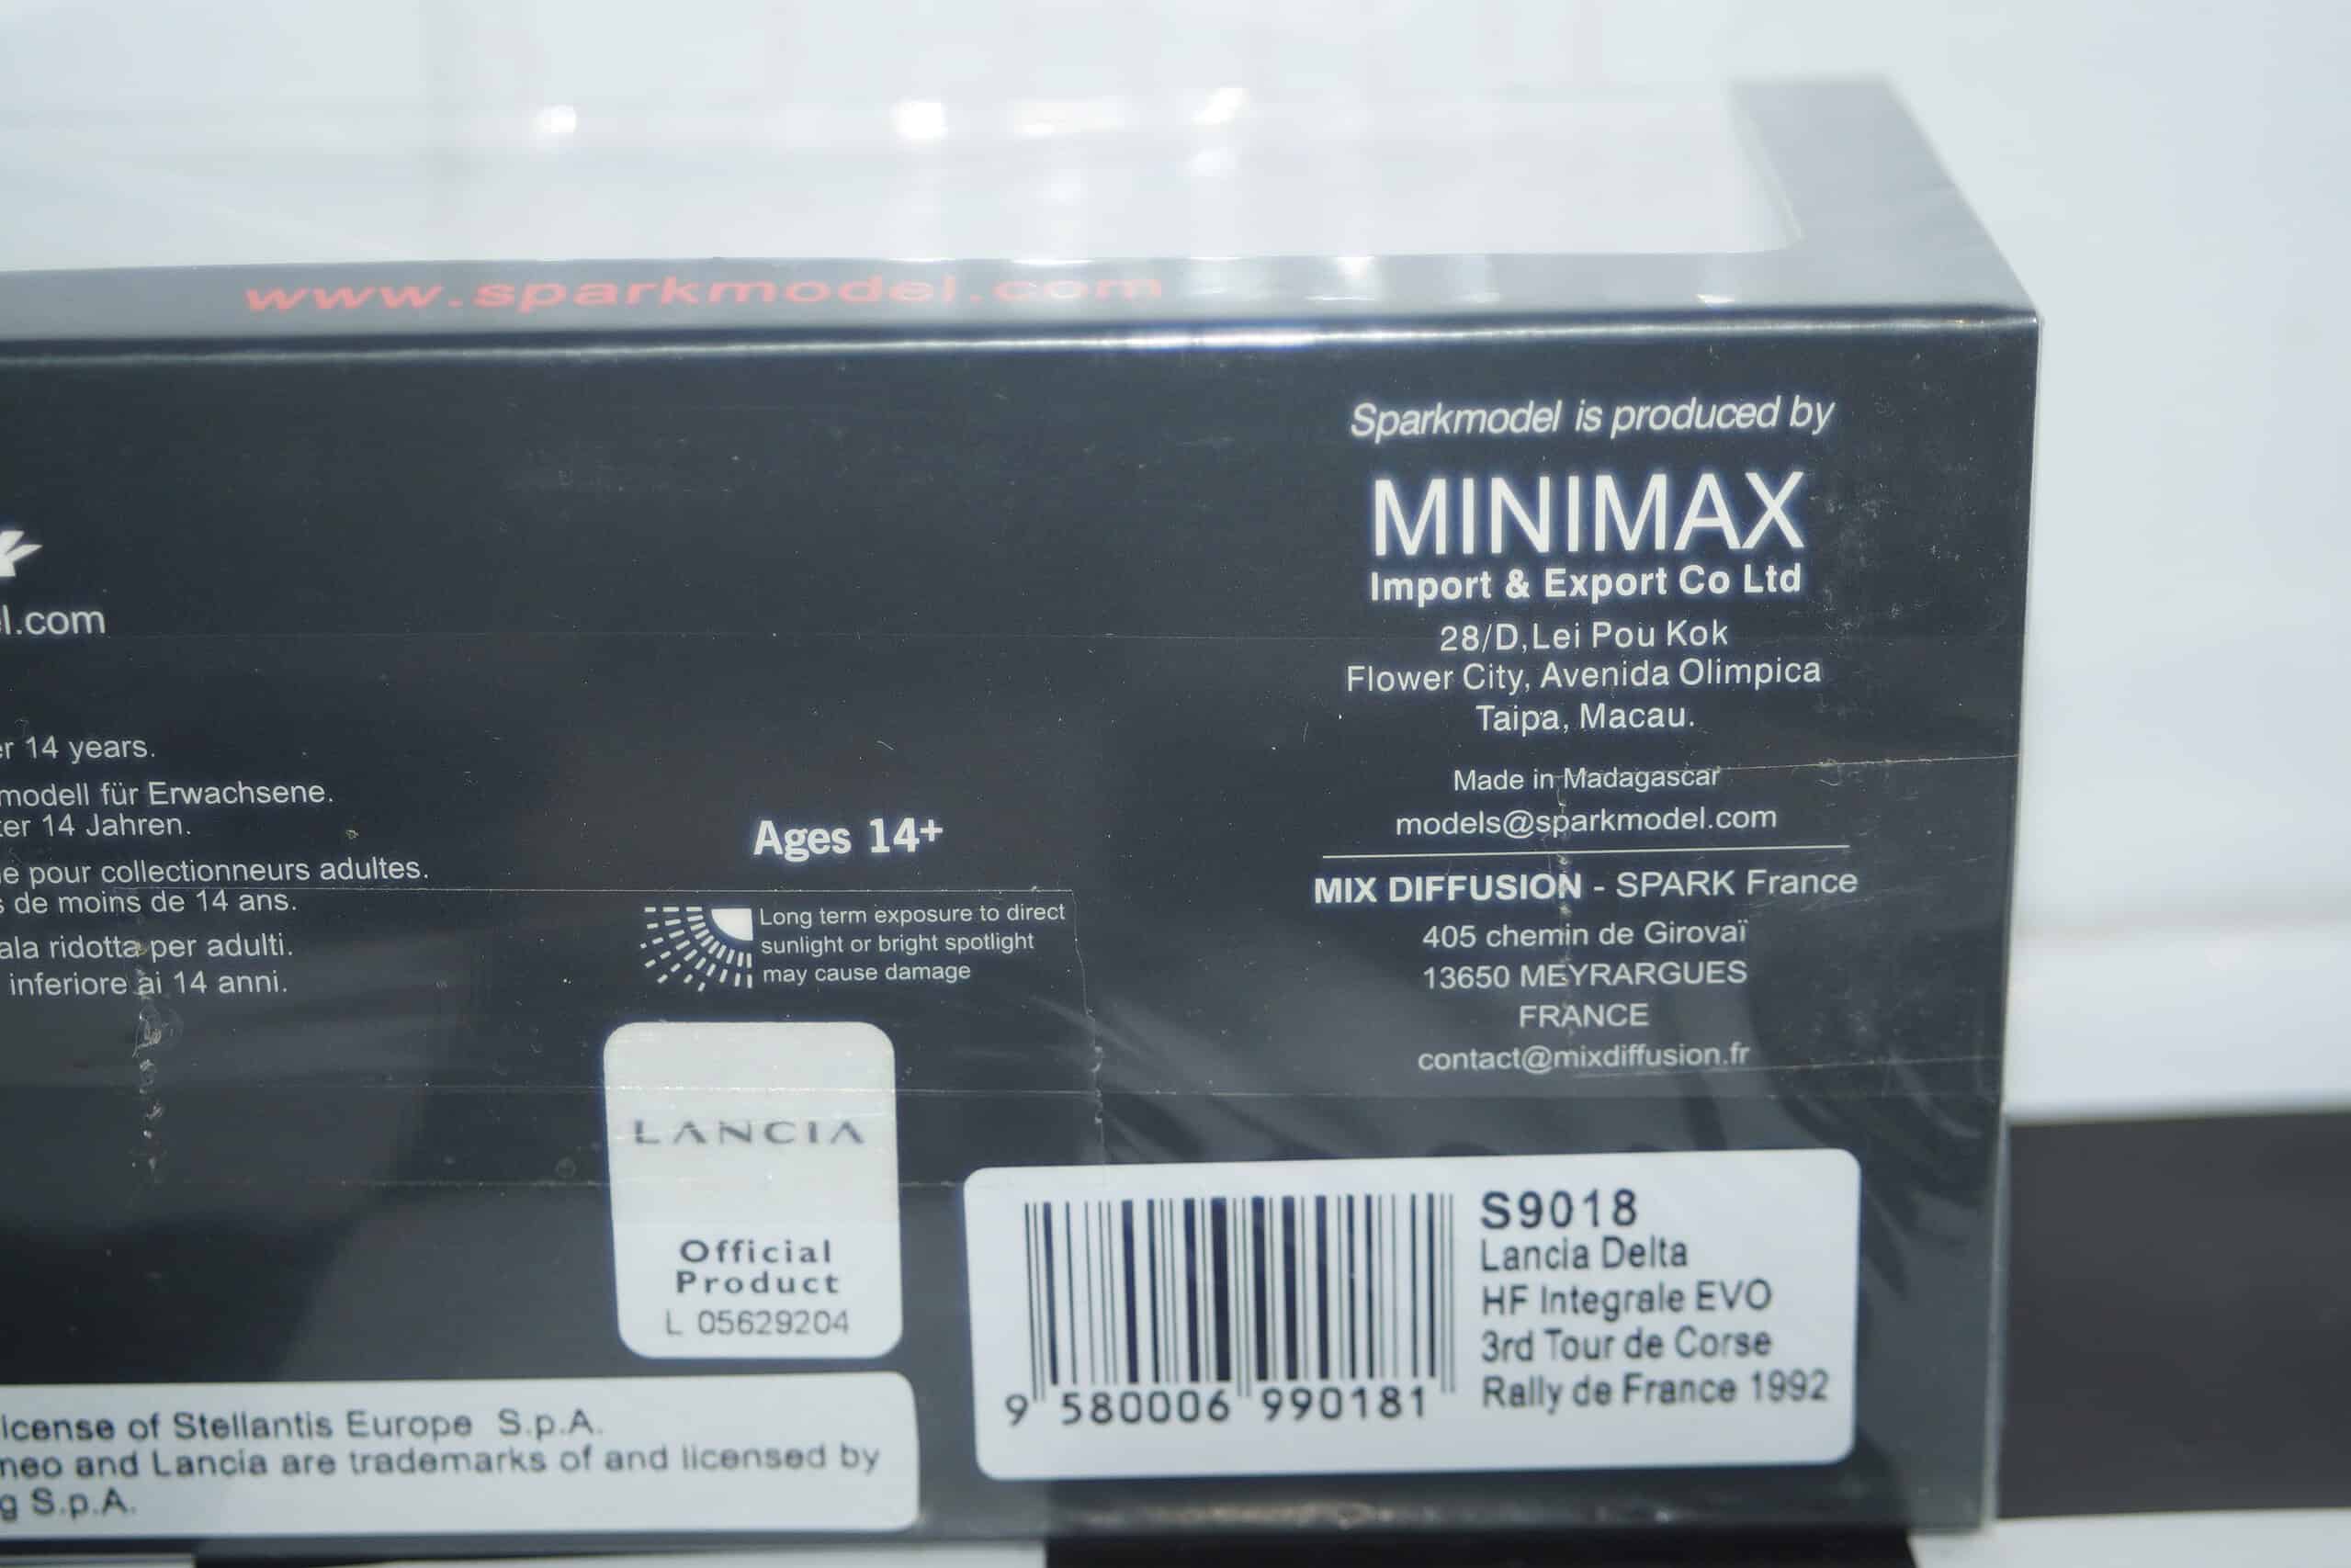 www.sparkmodel.com
Sparkmodel is produced by
MINIMAX
Import & Export Co Ltd
28/D,Lei Pou Kok
Flower City, Avenida Olimpica
Taipa, Macau.
Made in Madagascar
models@sparkmodel.com
MIX DIFFUSION - SPARK France
405 chemin de Girovaï
13650 MEYRARGUES
FRANCE
contact@mixdiffusion.fr
l.com
14 years.
modell für Erwachsene.
14 Jahren.
pour collectionneurs adultes.
de moins de 14 ans.
ridotta per adulti.
inferiore ai 14 anni.
Ages 14+
Long term exposure to direct
sunlight or bright spotlight
may cause damage
LANCIA
Official
Product
L 05629204
icense of Stellantis Europe S.p.A.
and Lancia are trademarks of and licensed by
S.p.A.
S9018
Lancia Delta
HF Integrale EVO
3rd Tour de Corse
Rally de France 1992
9 580006 990181